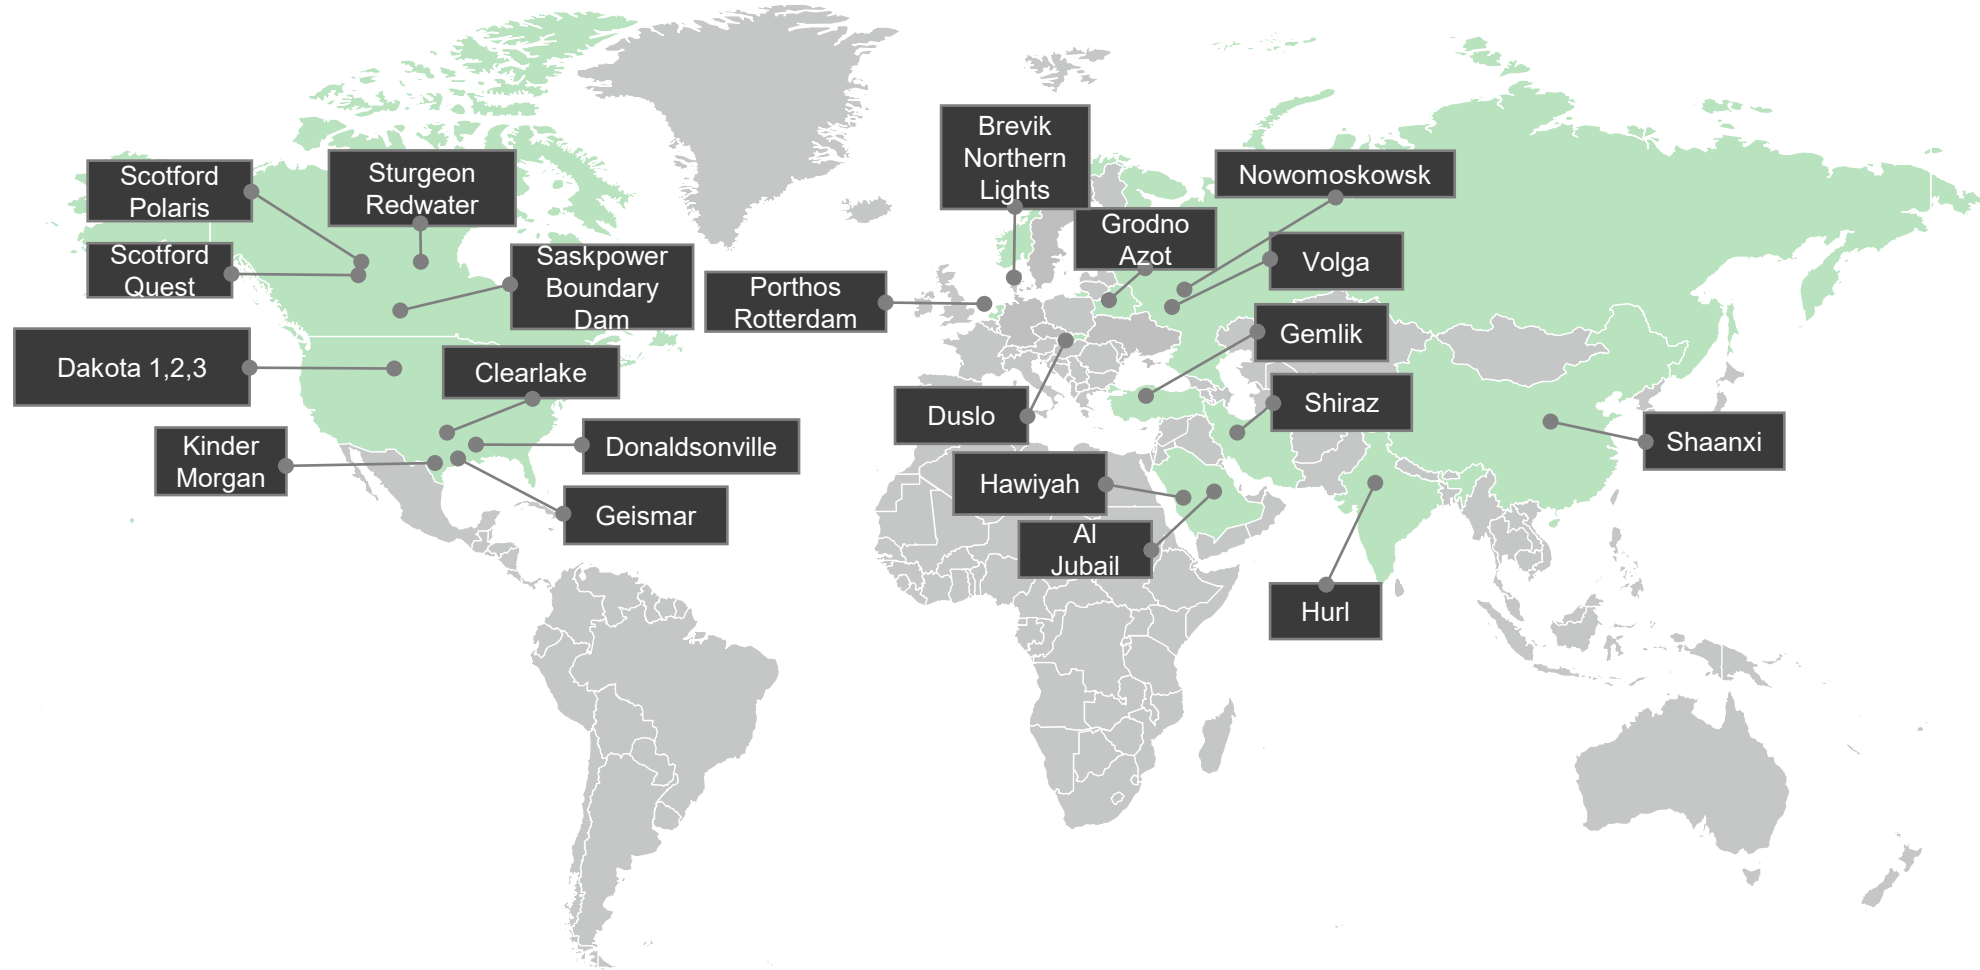 Brevik
Northern
Lights
Scotford
Polaris
Sturgeon
Redwater
Nowomoskowsk
Grodno
Azot
Scotford
Quest
Saskpower
Boundary
Dam
Volga
Porthos
Rotterdam
Gemlik
Dakota 1,2,3
Clearlake
Shiraz
Duslo
Kinder
Morgan
Donaldsonville
Shaanxi
Hawiyah
Geismar
Al
Jubail
Hurl